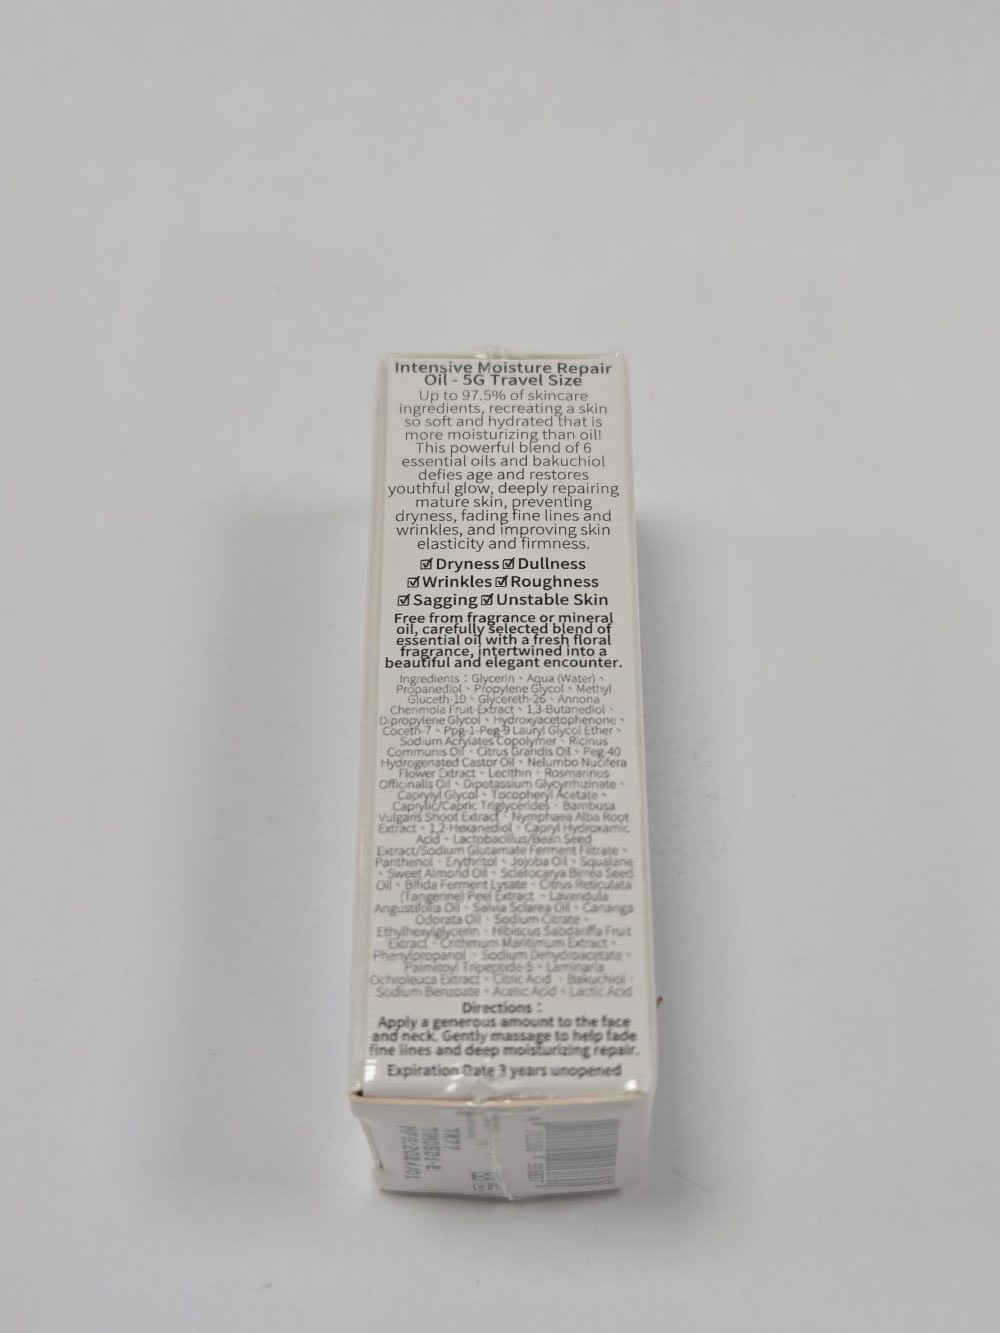 Intensive Moisture Repair
Oil - 5G Travel Size
Up to 97.5% of skincare
ingredients, recreating a skin
so soft and hydrated that is
more moisturizing than oil!
This powerful blend of 6
essential oils and bakuchiol
defies age and restores
youthful glow, deeply repairing
mature skin, preventing
dryness, fading fine lines and
wrinkles, and improving skin
elasticity and firmness.
☑Dryness☑Dullness
☑Wrinkles☑Roughness
☑Sagging☑Unstable Skin
Free from fragrance or mineral
oil, carefully selected blend of
essential oil with a fresh floral
fragrance, intertwined into a
beautiful and elegant encounter.
Ingredients：Glycerin、Aqua (Water)、
Propanediol、Propylene Glycol、Methyl
Gluceth-10、Glycereth-26、Annona
Cherimola Fruit-Extract、1,3-Butanediol、
Dipropylene Glycol、Hydroxyacetophenone、
Coceth-7、Ppg-1-Peg-9 Lauryl Glycol Ether、
Sodium Acrylates Copolymer、Ricinus
Communis Oil、Citrus Grandis Oil、Peg-40
Hydrogenated Castor Oil、Nelumbo Nucifera
Flower Extract、Lecithin、Rosmarinus
Officinalis Oil、Dipotassium Glycyrrhizinate、
Caprylyl Glycol、Tocopheryl Acetate、
Caprylic/Capric Triglycerides、Bambusa
Vulgaris Shoot Extract、Nymphaea Alba Root
Extract、1,2-Hexanediol、Capryl Hydroxamic
Acid、Lactobacillus/Bean Seed
Extract/Sodium Glutamate Ferment Filtrate、
Panthenol、Erythritol、Jojoba Oil、Squalane
、Sweet Almond Oil、Sclerocarya Birrea Seed
Oil、Bifida Ferment Lysate、Citrus Reticulata
(Tangerine) Peel Extract、Lavandula
Angustifolia Oil、Salvia Sclarea Oil、Cananga
Odorata Oil、Sodium Citrate、
Ethylhexylglycerin、Hibiscus Sabdariffa Fruit
Extract、Crithmum Maritimum Extract、
Phenylpropanol、Sodium Dehydroacetate、
Palmitoyl Tripeptide-5、Laminaria
Ochroleuca Extract、Citric Acid、Bakuchiol、
Sodium Benzoate、Acetic Acid、Lactic Acid
Directions：
Apply a generous amount to the face
and neck. Gently massage to help fade
fine lines and deep moisturizing repair.
Expiration Date 3 years unopened
TR77
MFG:2024/01